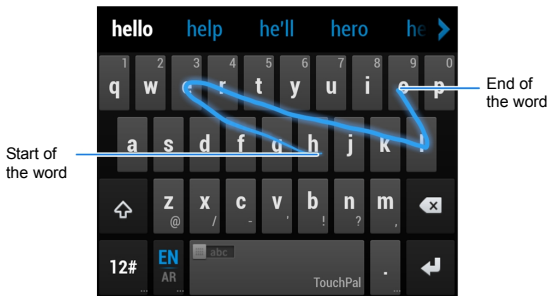 hello help he'll hero he
1 2 3 4 5 6 7 8 9 0
q w e r t y u i o p
End of
the word
a s d f g h j k l
Start of
the word
z x c v b n m
@ / - ' ! ? ,
12# EN abc .
AR TouchPal
... ... ...